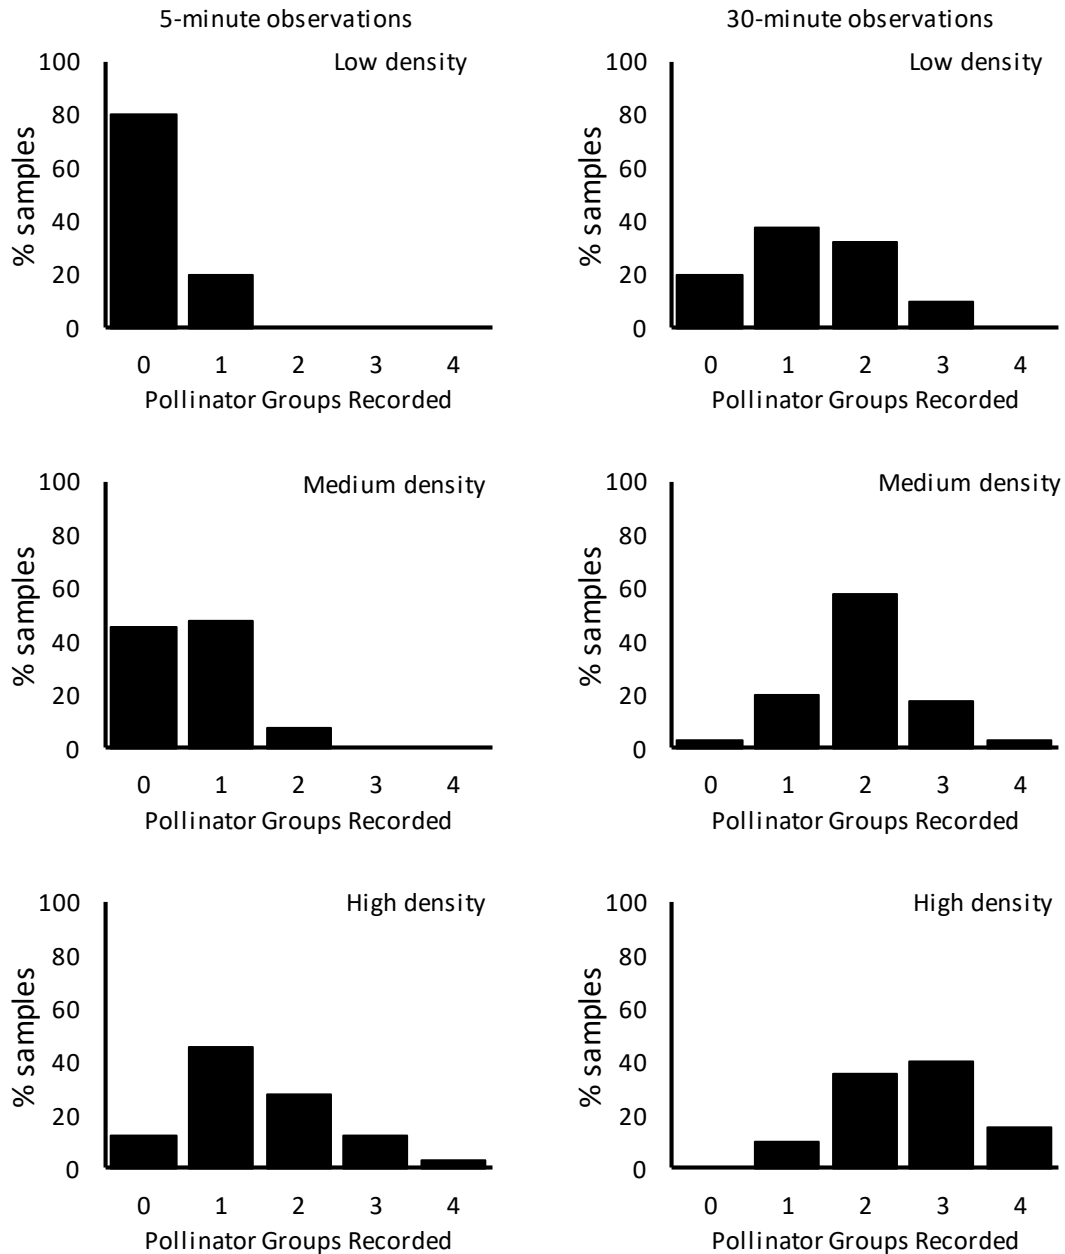 5-minute observations
30-minute observations
Low density
100
80
60
40
20
0
% samples
0 1 2 3 4
Pollinator Groups Recorded
Low density
100
80
60
40
20
0
% samples
0 1 2 3 4
Pollinator Groups Recorded
Medium density
100
80
60
40
20
0
% samples
0 1 2 3 4
Pollinator Groups Recorded
Medium density
100
80
60
40
20
0
% samples
0 1 2 3 4
Pollinator Groups Recorded
High density
100
80
60
40
20
0
% samples
0 1 2 3 4
Pollinator Groups Recorded
High density
100
80
60
40
20
0
% samples
0 1 2 3 4
Pollinator Groups Recorded